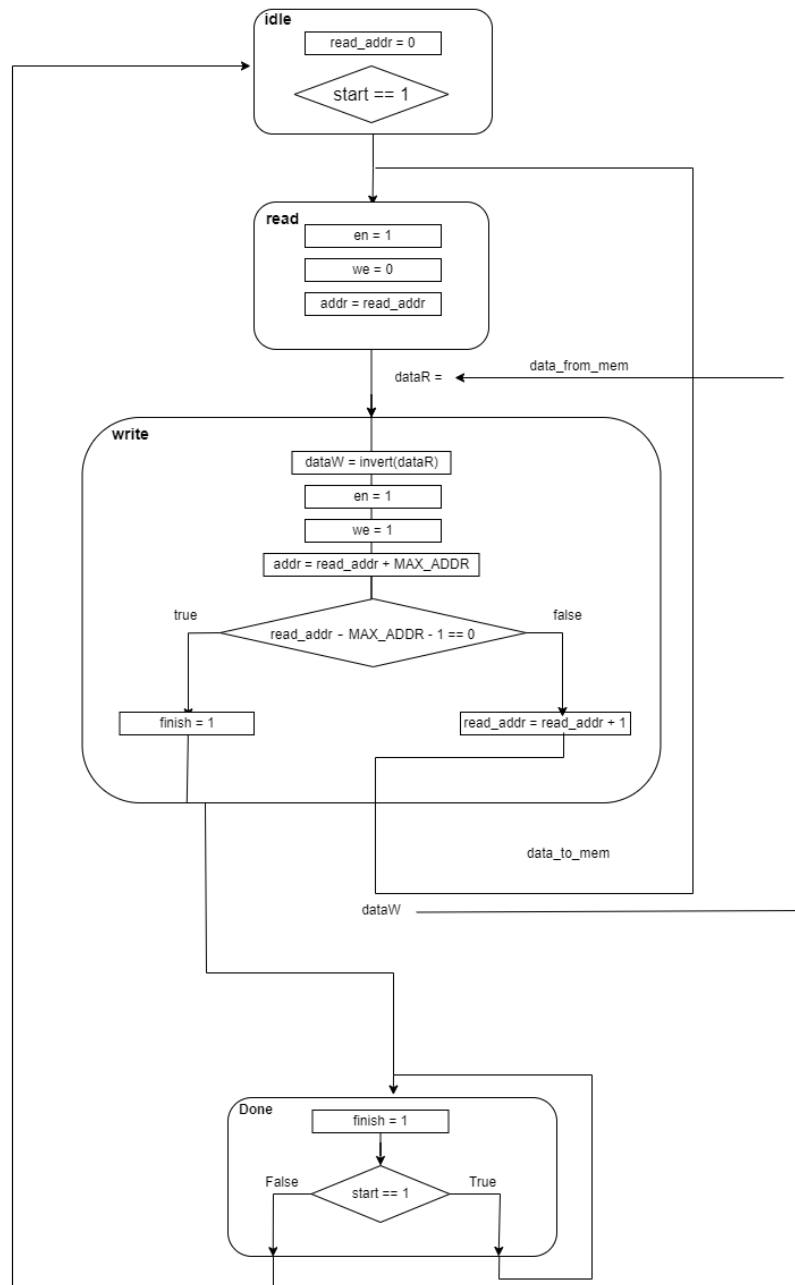 idle
read_addr = 0
start == 1
read
en = 1
we = 0
addr = read_addr
dataR =
data_from_mem
write
dataW = invert(dataR)
en = 1
we = 1
addr = read_addr + MAX_ADDR
true
false
read_addr - MAX_ADDR - 1 == 0
finish = 1
read_addr = read_addr + 1
data_to_mem
dataW
Done
finish = 1
False
True
start == 1